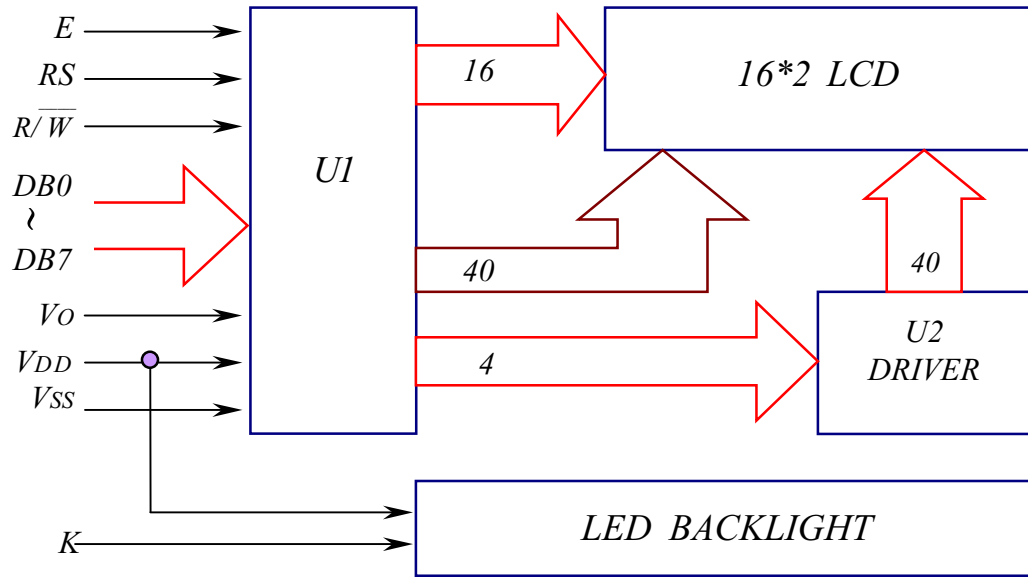 E
RS
R/W̅
DB0
~
DB7
VO
VDD
VSS
K
U1
16
40
4
16*2 LCD
40
U2
DRIVER
LED BACKLIGHT